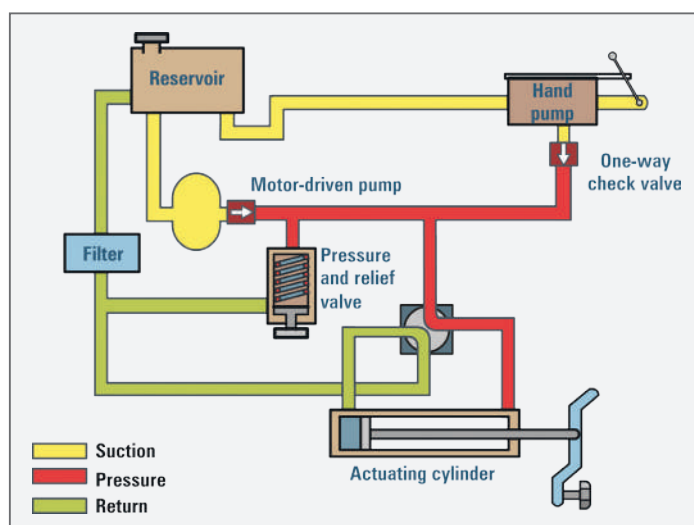 Reservoir
Hand
pump
One-way
check valve
Motor-driven pump
Filter
Pressure
and relief
valve
Actuating cylinder
Suction
Pressure
Return